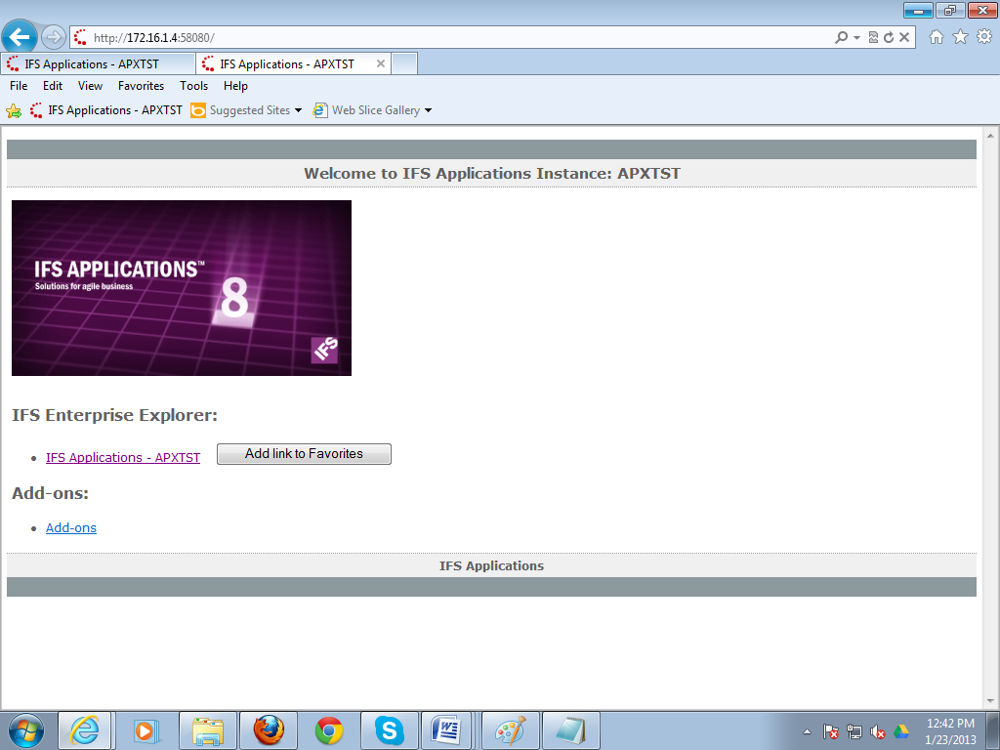 http://172.16.1.4:58080/
IFS Applications - APXTST
IFS Applications - APXTST
File Edit View Favorites Tools Help
IFS Applications - APXTST Suggested Sites Web Slice Gallery
Welcome to IFS Applications Instance: APXTST
IFS APPLICATIONS™
Solutions for agile business
8
IFS
IFS Enterprise Explorer:
IFS Applications - APXTST Add link to Favorites
Add-ons:
Add-ons
IFS Applications
12:42 PM
1/23/2013